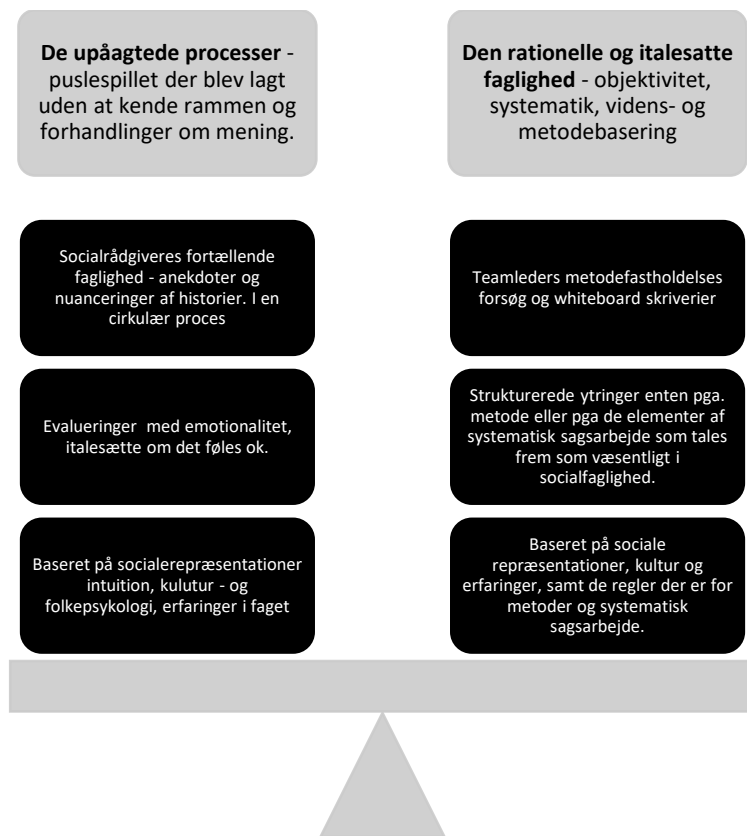 De upåagtede processer -
puslespillet der blev lagt
uden at kende rammen og
forhandlinger om mening.
Den rationelle og italesatte
faglighed - objektivitet,
systematik, videns- og
metodebasering
Socialrådgiveres fortællende
faglighed - anekdoter og
nuanceringer af historier. I en
cirkulær proces
Teamleders metodefastholdelses
forsøg og whiteboard skriverier
Evalueringer med emotionalitet,
italesætte om det føles ok.
Strukturerede ytringer enten pga.
metode eller pga de elementer af
systematisk sagsarbejde som tales
frem som væsentligt i
socialfaglighed.
Baseret på socialerepræsentationer
intuition, kulutur - og
folkepsykologi, erfaringer i faget
Baseret på sociale
repræsentationer, kultur og
erfaringer, samt de regler der er for
metoder og systematisk
sagsarbejde.